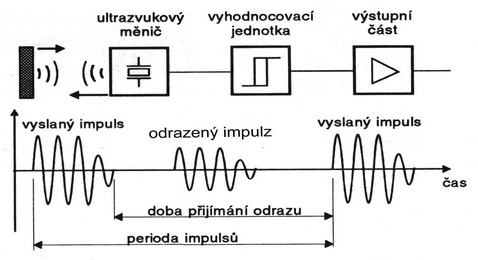 ultrazvukový
měnič
vyhodnocovací
jednotka
výstupní
část
vyslaný impuls
odrazený impulz
vyslaný impuls
čas
doba přijímání odrazu
perioda impulsů